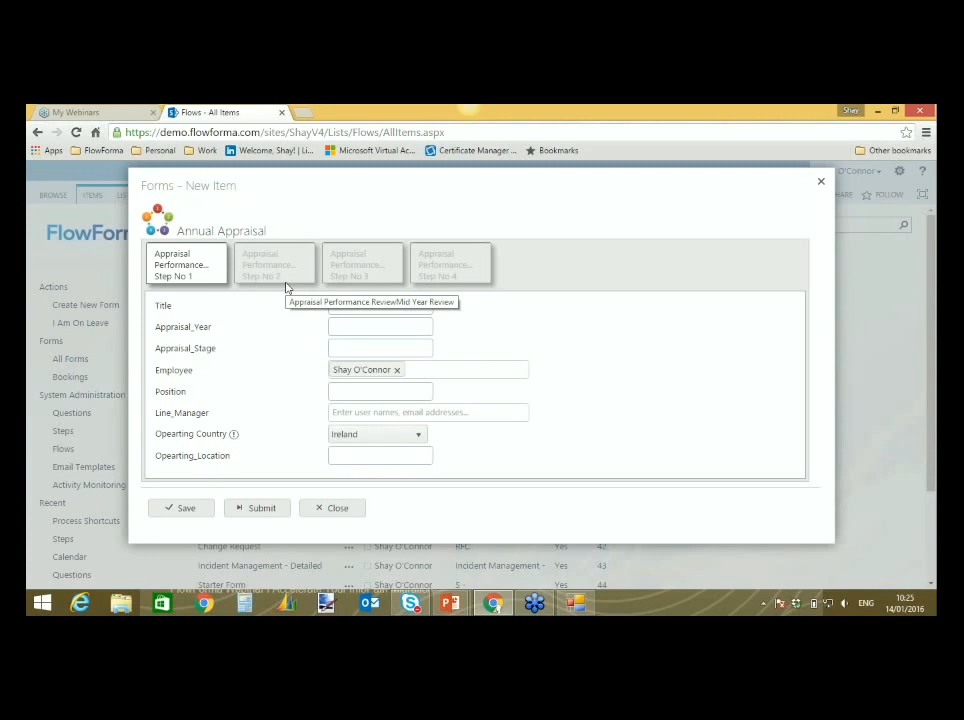 My Webinars
Flows - All Items
Shay
https://demo.flowforma.com/sites/ShayV4/Lists/Flows/AllItems.aspx
Apps FlowForma Personal Work Welcome, Shay! | Li... Microsoft Virtual Ac... Certificate Manager ... Bookmarks Other bookmarks
Forms - New Item
O'Connor
BROWSE ITEMS
FOLLOW
Annual Appraisal
FlowForm
Appraisal Performance... Step No 1
Appraisal Performance... Step No 2
Appraisal Performance... Step No 3
Appraisal Performance... Step No 4
Appraisal Performance ReviewMid Year Review
Actions
Create New Form
I Am On Leave
Forms
All Forms
Bookings
System Administration
Questions
Steps
Flows
Email Templates
Activity Monitoring
Recent
Process Shortcuts
Steps
Calendar
Questions
Title
Appraisal_Year
Appraisal_Stage
Employee Shay O'Connor x
Position
Line_Manager Enter user names, email addresses...
Opearting Country Ireland
Opearting_Location
Save Submit Close
Change Request ... Shay O'Connor RFC Yes 42
Incident Management - Detailed ... Shay O'Connor Incident Management - Yes 43
Starter Form ... Shay O'Connor S - Yes 44
ENG
10:25
14/01/2016